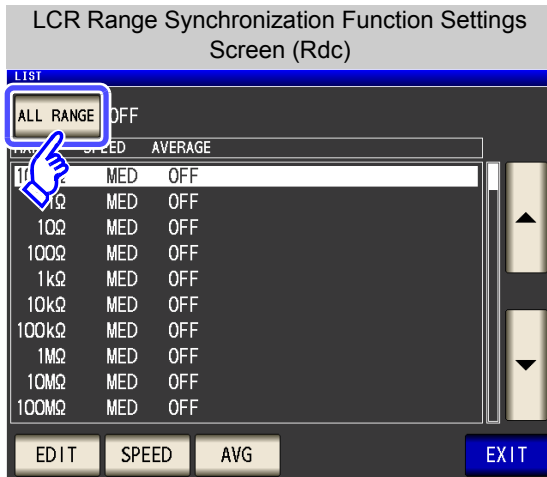 LCR Range Synchronization Function Settings
Screen (Rdc)
LIST
ALL RANGE OFF
AVERAGE
MED OFF
MED OFF
10Ω MED OFF
100Ω MED OFF
1kΩ MED OFF
10kΩ MED OFF
100kΩ MED OFF
1MΩ MED OFF
10MΩ MED OFF
100MΩ MED OFF
EDIT SPEED AVG EXIT